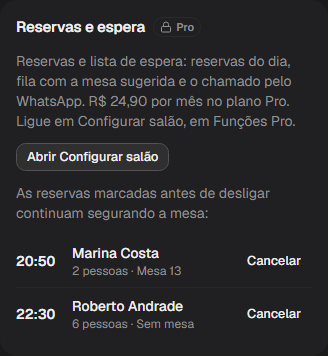 Reservas e espera Pro
Reservas e lista de espera: reservas do dia,
fila com a mesa sugerida e o chamado pelo
WhatsApp. R$ 24,90 por mês no plano Pro.
Ligue em Configurar salão, em Funções Pro.
Abrir Configurar salão
As reservas marcadas antes de desligar
continuam segurando a mesa:
20:50 Marina Costa Cancelar
2 pessoas · Mesa 13
22:30 Roberto Andrade Cancelar
6 pessoas · Sem mesa